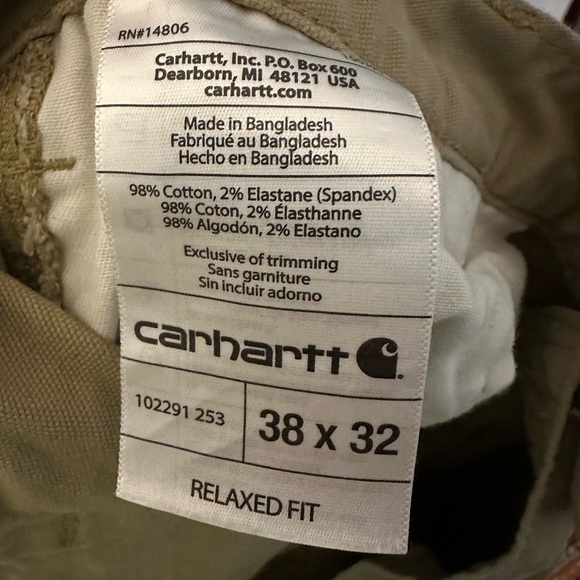 RN#14806
Carhartt, Inc. P.O. Box 600
Dearborn, MI 48121 USA
carhartt.com
Made in Bangladesh
Fabriqué au Bangladesh
Hecho en Bangladesh
98% Cotton, 2% Elastane (Spandex)
98% Coton, 2% Élasthanne
98% Algodón, 2% Elastano
Exclusive of trimming
Sans garniture
Sin incluir adorno
carhartt
102291 253
38 x 32
RELAXED FIT